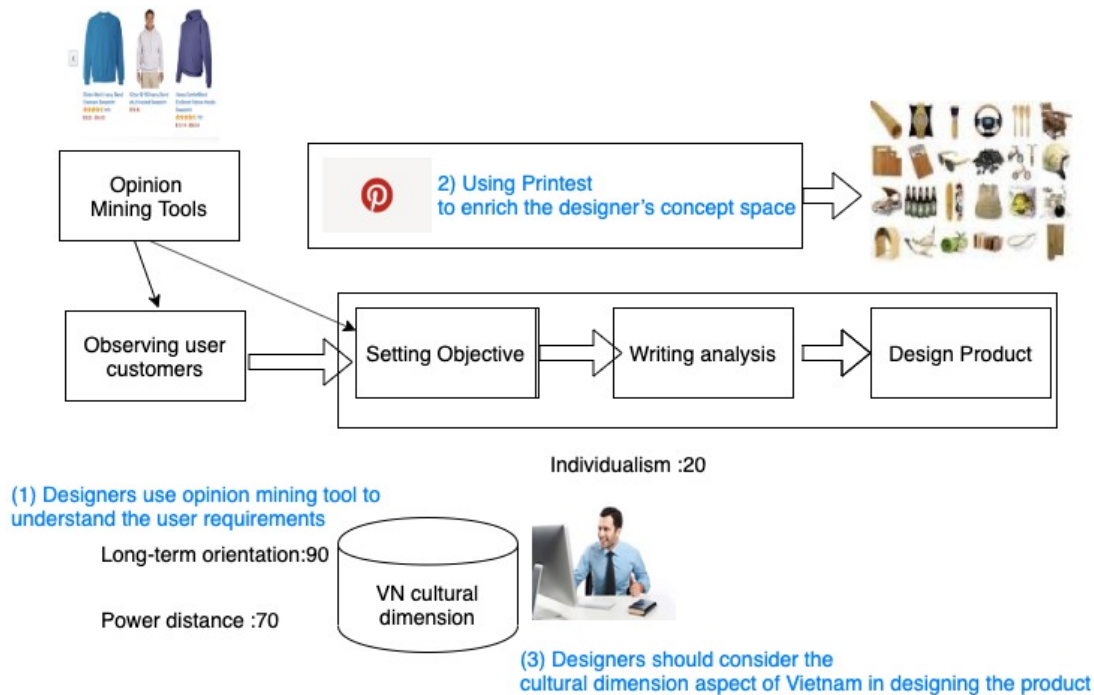 Opinion
Mining Tools
2) Using Printest
to enrich the designer's concept space
Observing user
customers
Setting Objective
Writing analysis
Design Product
Individualism :20
(1) Designers use opinion mining tool to
understand the user requirements
Long-term orientation:90
VN cultural
dimension
Power distance :70
(3) Designers should consider the
cultural dimension aspect of Vietnam in designing the product